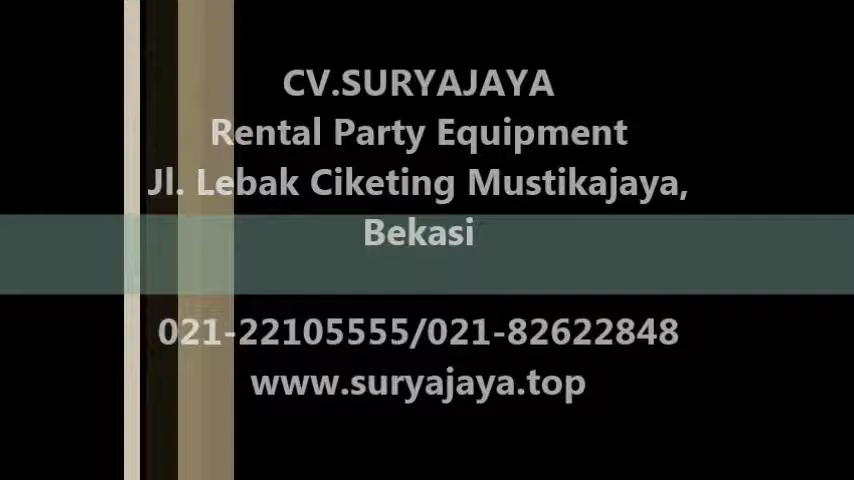 CV.SURYAJAYA
Rental Party Equipment
Jl. Lebak Ciketing Mustikajaya,
Bekasi
021-22105555/021-82622848
www.suryajaya.top